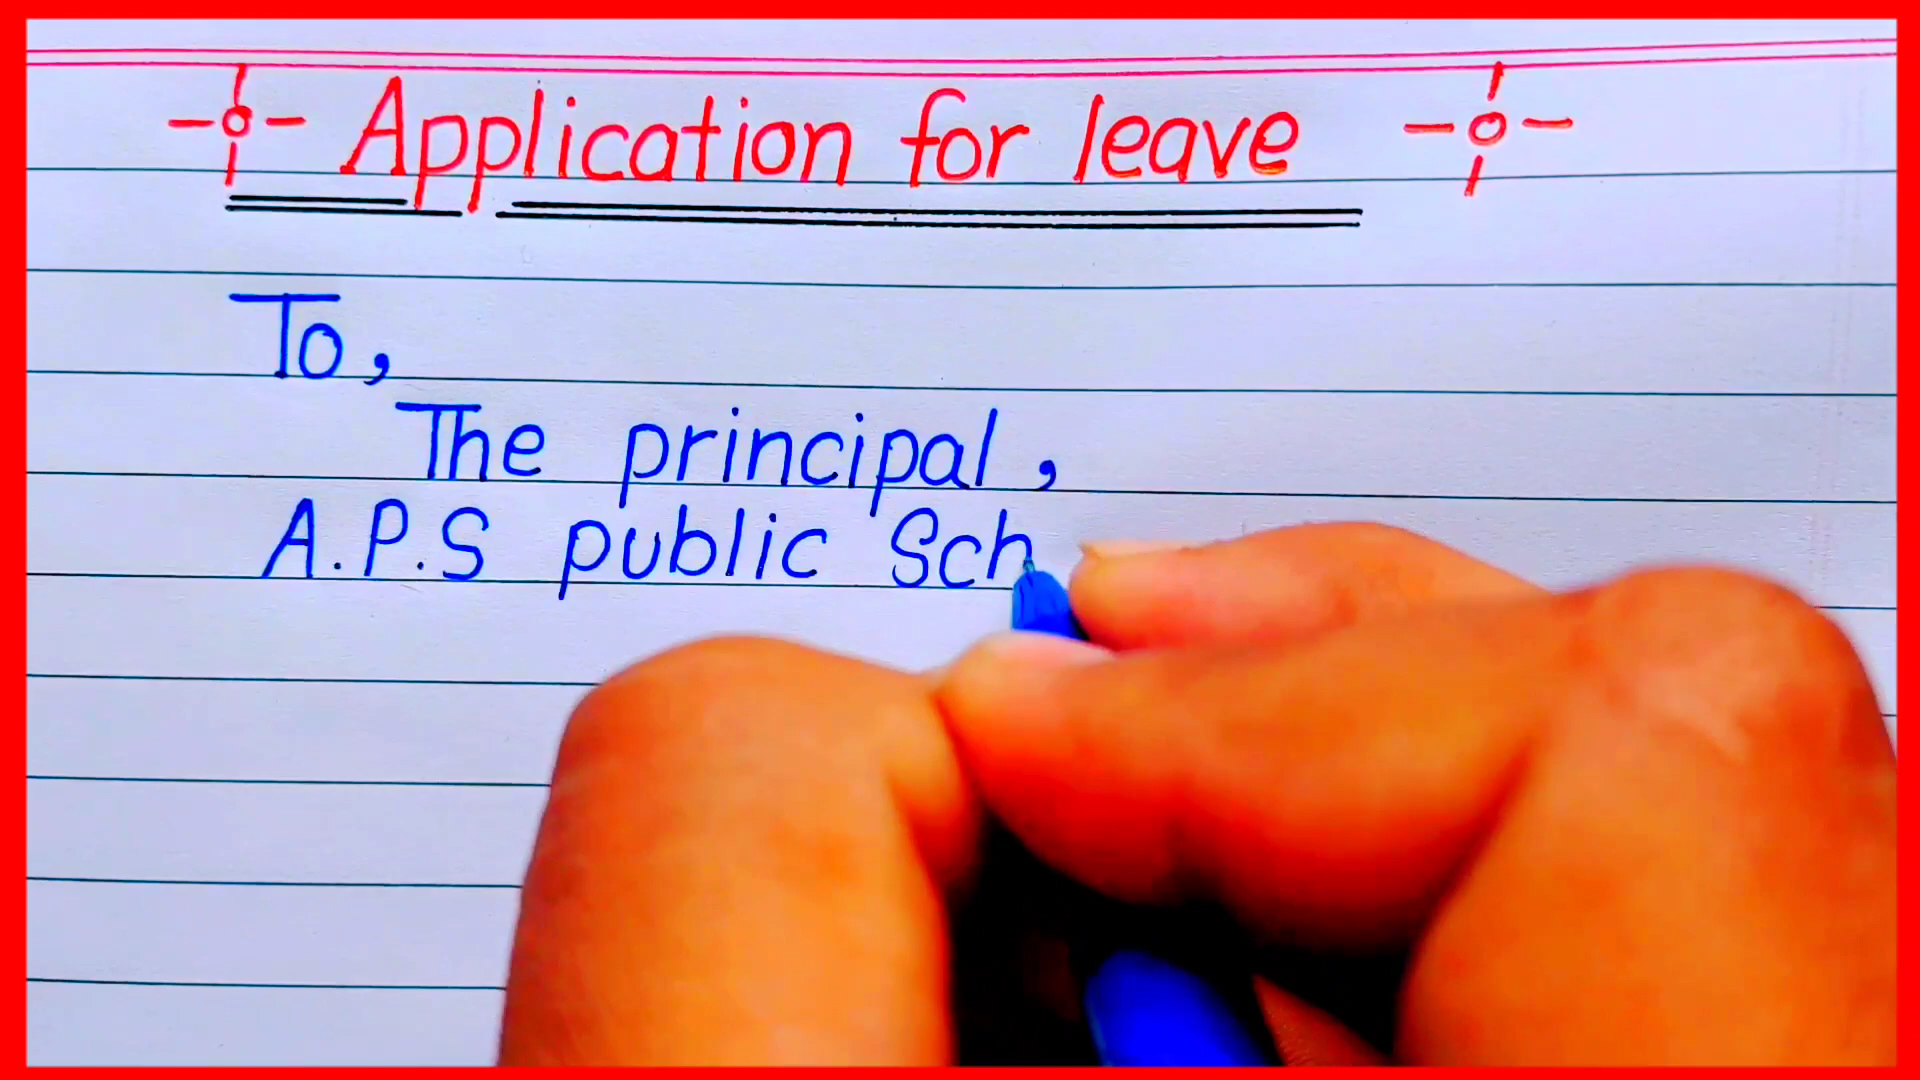 Application for leave
To,
The principal,
A.P.S public Sch